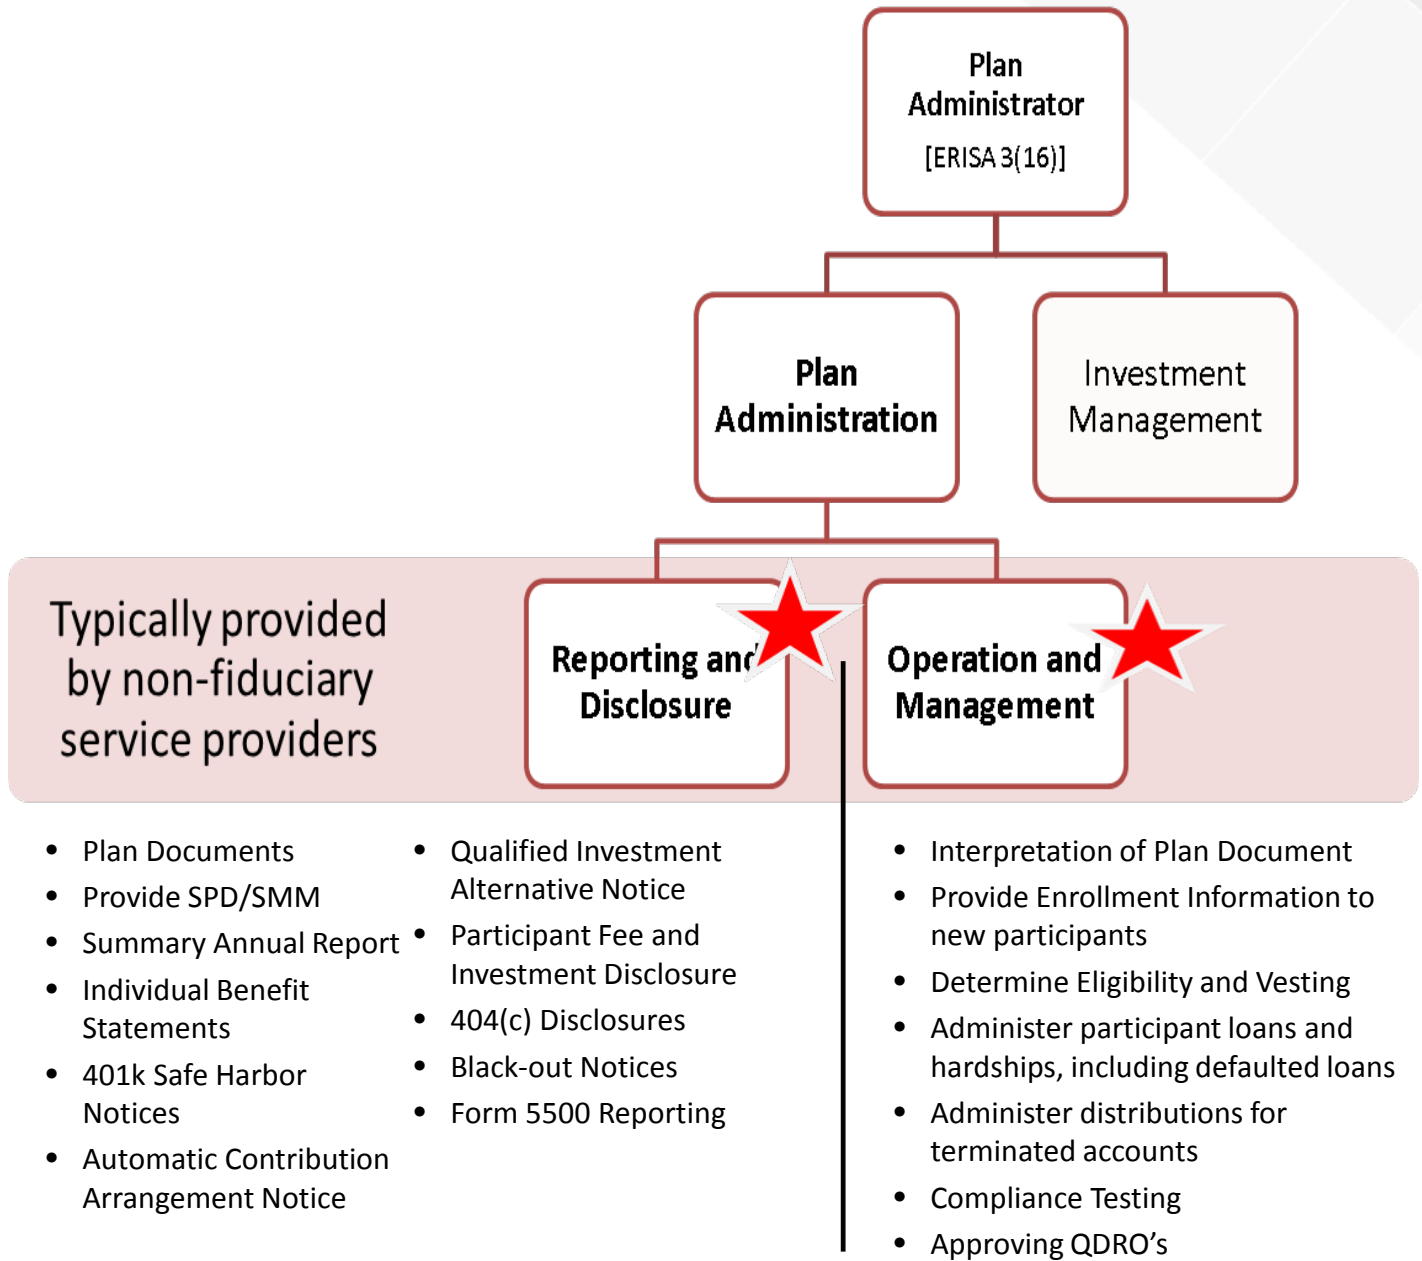 Plan
Administrator
[ERISA 3(16)]
Plan
Administration
Investment
Management
Typically provided
by non-fiduciary
service providers
Reporting and
Disclosure
Operation and
Management
• Plan Documents
• Provide SPD/SMM
• Summary Annual Report
• Individual Benefit
Statements
• 401k Safe Harbor
Notices
• Automatic Contribution
Arrangement Notice
• Qualified Investment
Alternative Notice
• Participant Fee and
Investment Disclosure
• 404(c) Disclosures
• Black-out Notices
• Form 5500 Reporting
• Interpretation of Plan Document
• Provide Enrollment Information to
new participants
• Determine Eligibility and Vesting
• Administer participant loans and
hardships, including defaulted loans
• Administer distributions for
terminated accounts
• Compliance Testing
• Approving QDRO’s